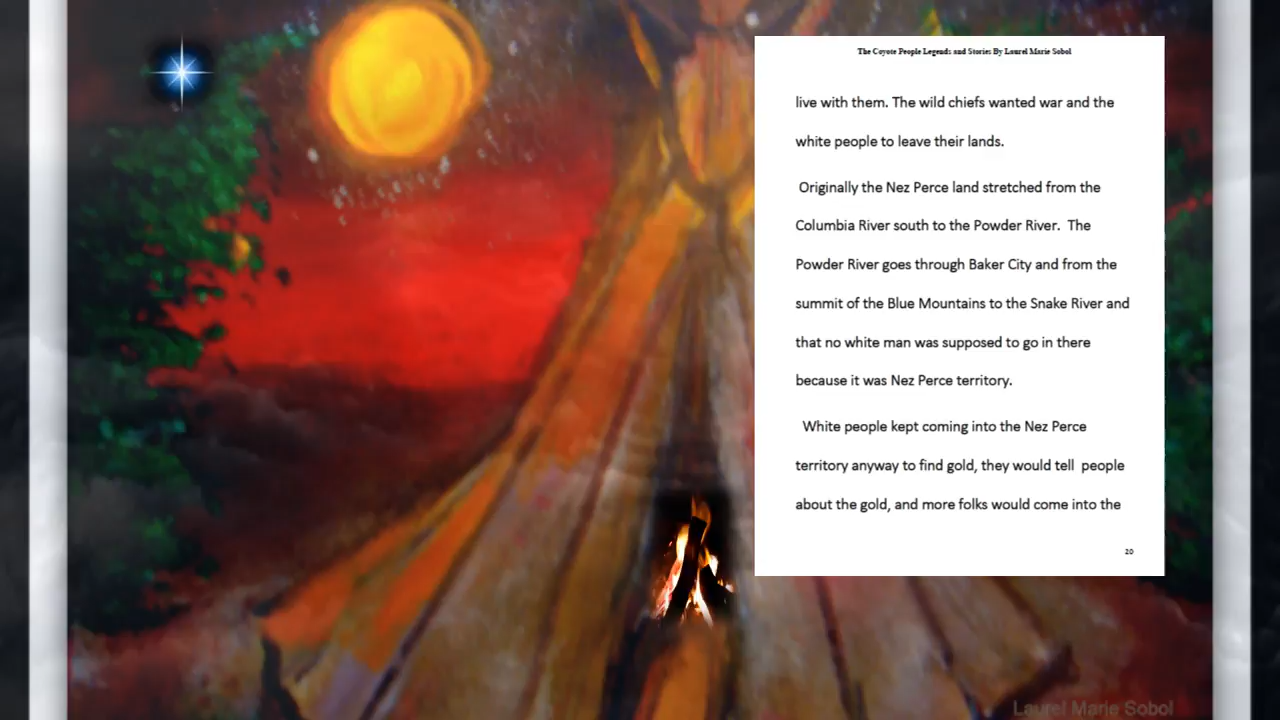 The Coyote People Legends and Stories By Laurel Marie Sobol
live with them. The wild chiefs wanted war and the
white people to leave their lands.
Originally the Nez Perce land stretched from the
Columbia River south to the Powder River.  The
Powder River goes through Baker City and from the
summit of the Blue Mountains to the Snake River and
that no white man was supposed to go in there
because it was Nez Perce territory.
White people kept coming into the Nez Perce
territory anyway to find gold, they would tell  people
about the gold, and more folks would come into the
20
Laurel Marie Sobol